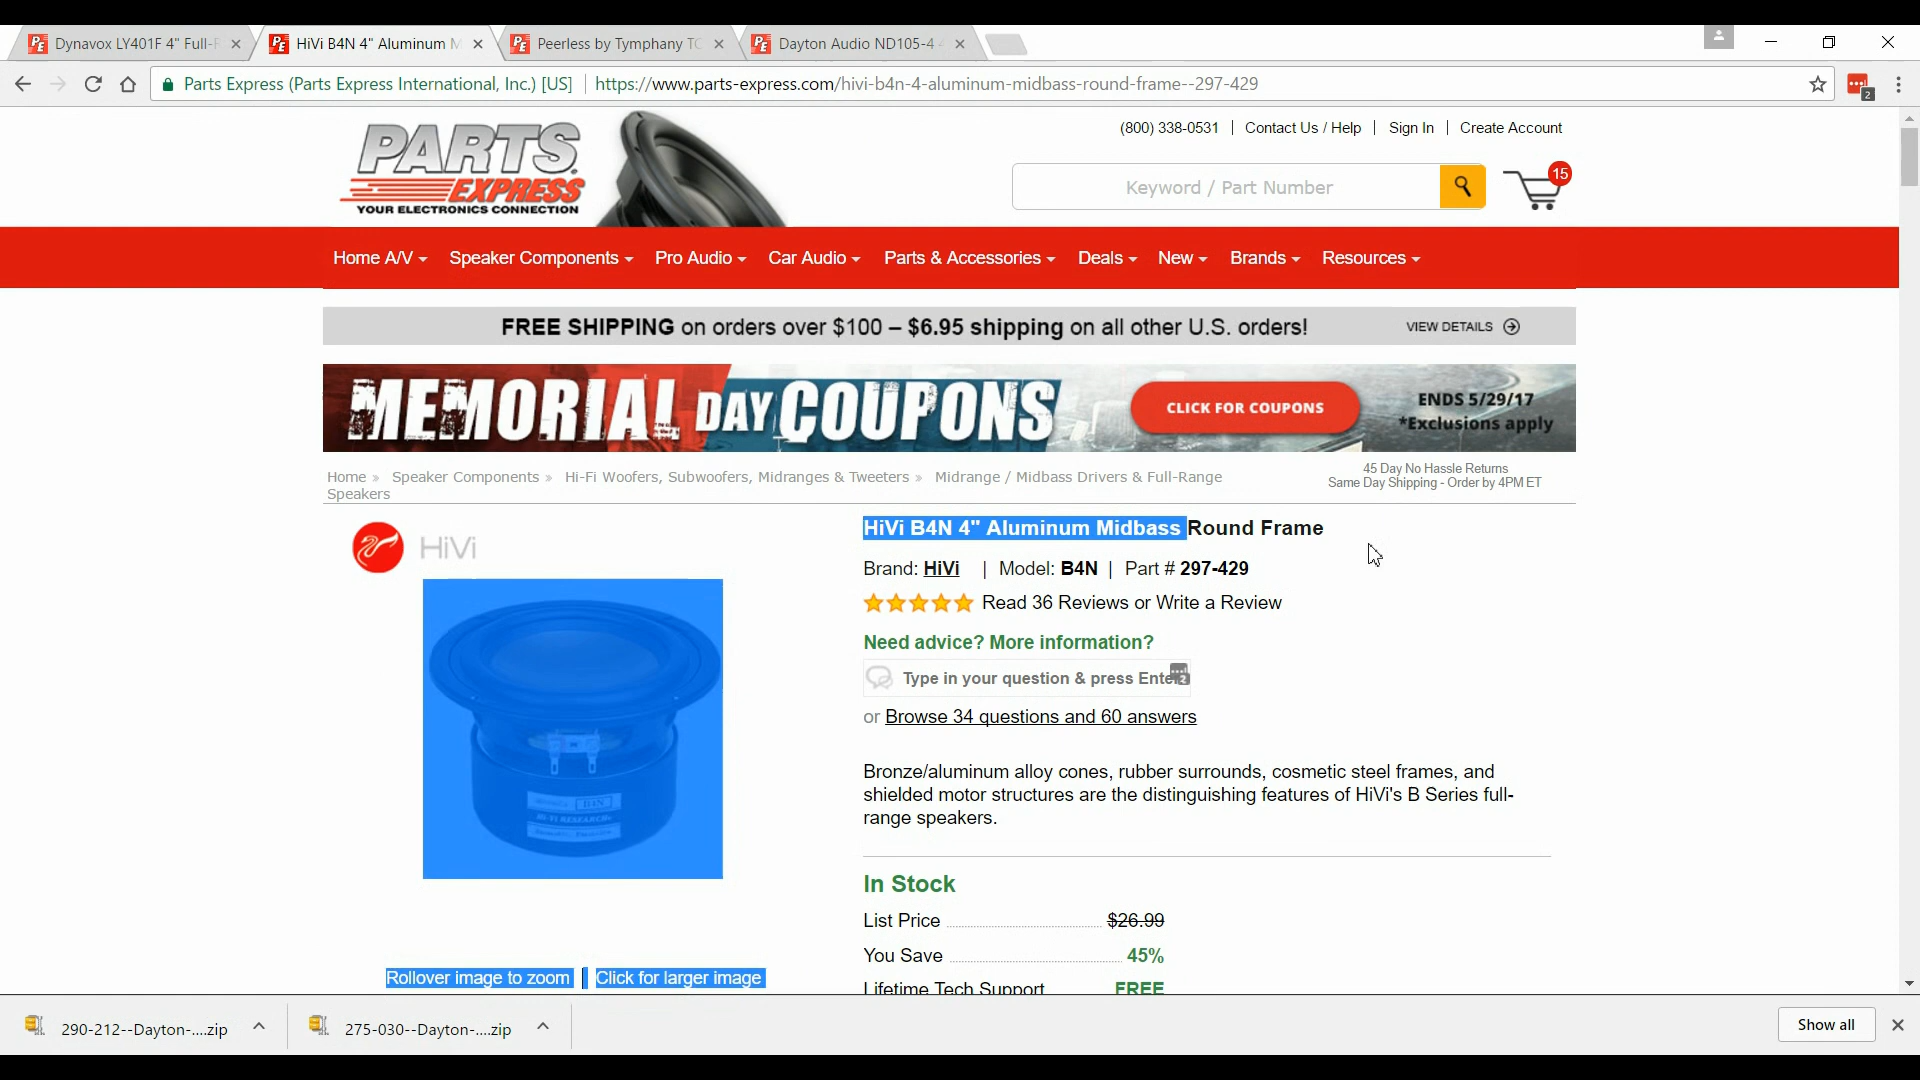 Dynavox LY401F 4" Full-
HiVi B4N 4" Aluminum M
Peerless by Tymphany TC
Dayton Audio ND105-4
2
Parts Express (Parts Express International, Inc.) [US]
https://www.parts-express.com/hivi-b4n-4-aluminum-midbass-round-frame--297-429
PARTS
EXPRESS
YOUR ELECTRONICS CONNECTION
(800) 338-0531 | Contact Us / Help | Sign In | Create Account
Keyword / Part Number
15
Home A/V Speaker Components Pro Audio Car Audio Parts & Accessories Deals New Brands Resources
FREE SHIPPING on orders over $100 – $6.95 shipping on all other U.S. orders! VIEW DETAILS
MEMORIAL DAY COUPONS
CLICK FOR COUPONS
ENDS 5/29/17
*Exclusions apply
Home » Speaker Components » Hi-Fi Woofers, Subwoofers, Midranges & Tweeters » Midrange / Midbass Drivers & Full-Range
Speakers
45 Day No Hassle Returns
Same Day Shipping - Order by 4PM ET
HiVi
HiVi B4N 4" Aluminum Midbass Round Frame
Brand: HiVi | Model: B4N | Part # 297-429
Read 36 Reviews or Write a Review
Need advice? More information?
Type in your question & press Ente
2
or Browse 34 questions and 60 answers
Bronze/aluminum alloy cones, rubber surrounds, cosmetic steel frames, and
shielded motor structures are the distinguishing features of HiVi's B Series full-
range speakers.
In Stock
List Price $26.99
You Save 45%
Lifetime Tech Support FREE
B4N
HI-FI RESEARCH
Rollover image to zoom | Click for larger image
290-212--Dayton-....zip
275-030--Dayton-....zip
Show all